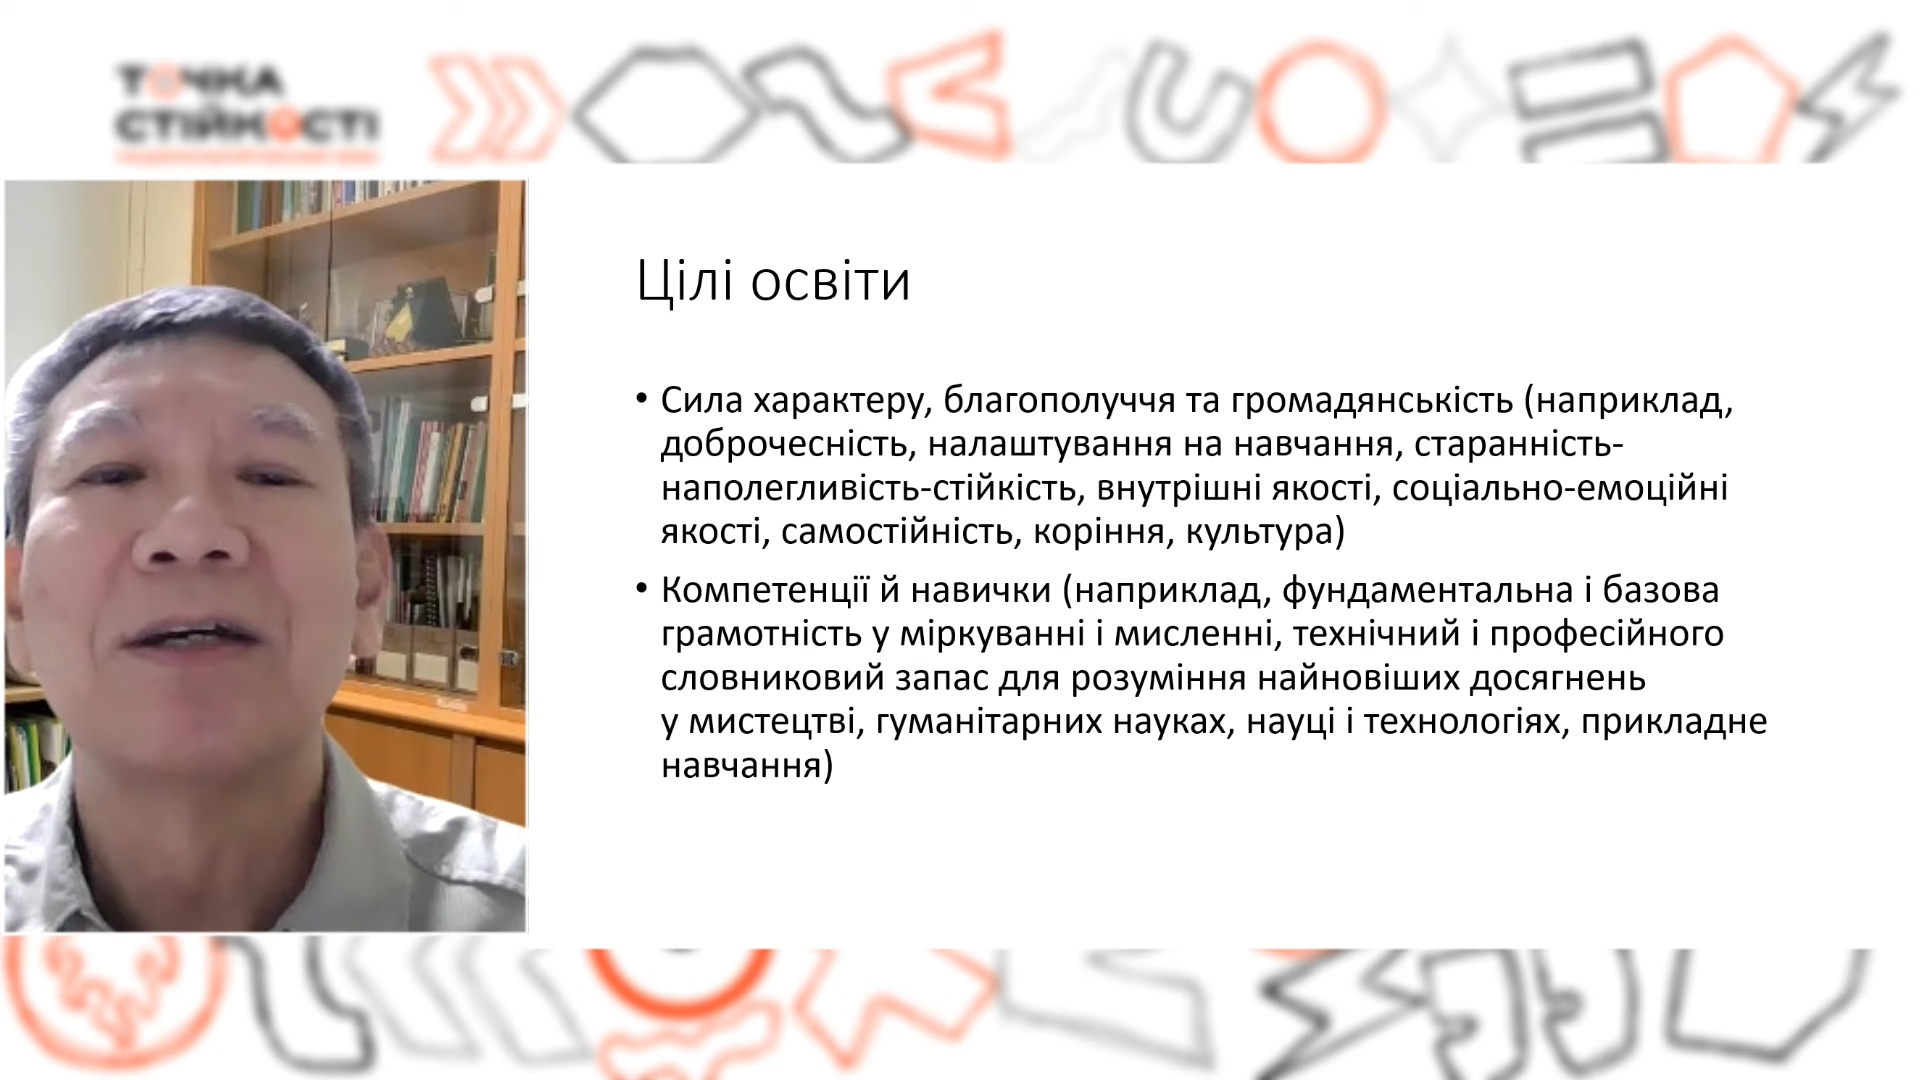 ТОЧКА
СТІЙКОСТІ
Цілі освіти
• Сила характеру, благополуччя та громадянськість (наприклад,
доброчесність, налаштування на навчання, старанність-
наполегливість-стійкість, внутрішні якості, соціально-емоційні
якості, самостійність, коріння, культура)
• Компетенції й навички (наприклад, фундаментальна і базова
грамотність у міркуванні і мисленні, технічний і професійного
словниковий запас для розуміння найновіших досягнень
у мистецтві, гуманітарних науках, науці і технологіях, прикладне
навчання)